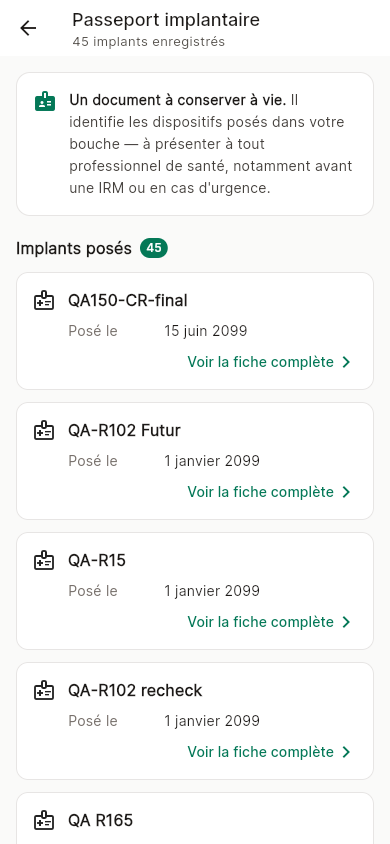 Passeport implantaire
45 implants enregistrés
Un document à conserver à vie. Il
identifie les dispositifs posés dans votre
bouche — à présenter à tout
professionnel de santé, notamment avant
une IRM ou en cas d'urgence.
Implants posés 45
QA150-CR-final
Posé le 15 juin 2099
Voir la fiche complète
QA-R102 Futur
Posé le 1 janvier 2099
Voir la fiche complète
QA-R15
Posé le 1 janvier 2099
Voir la fiche complète
QA-R102 recheck
Posé le 1 janvier 2099
Voir la fiche complète
QA R165